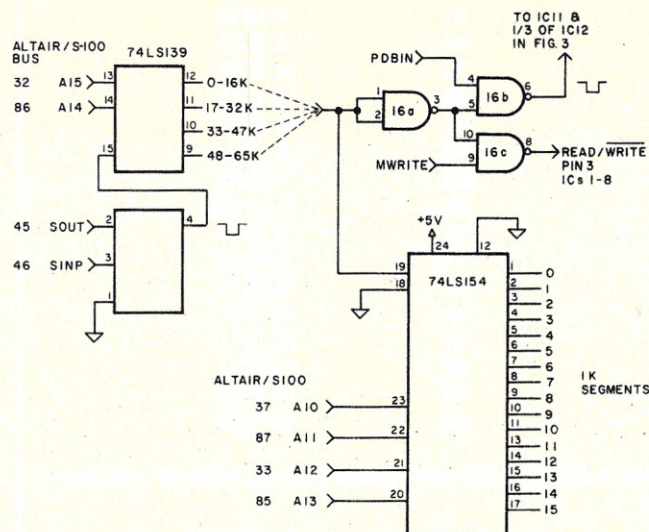 ALTAIR/S-100
BUS
74LS139
32 A15 13
86 A14 14
15
12 0-16K
11 17-32K
10 33-47K
9 48-65K
PDBIN
1
2
16a
3
4
5
16b
6
TO IC11 &
1/3 OF IC12
IN FIG. 3
10
9
16c
8
MWRITE
READ/WRITE
PIN 3
ICs 1-8
45 SOUT 2
46 SINP 3
1
4
+5V
24
12
19
18
74LS154
1 0
2 1
3 2
4 3
5 4
6 5
7 6
8 7
9 8
10 9
11 10
13 11
14 12
15 13
16 14
17 15
1K
SEGMENTS
ALTAIR/S100
37 A10 23
87 A11 22
33 A12 21
85 A13 20